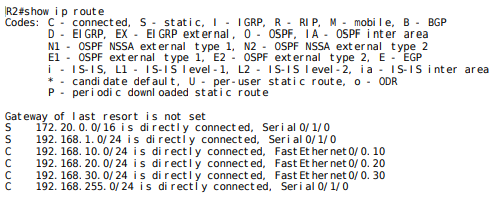 R2#show ip route
Codes: C - connected, S - static, I - IGRP, R - RIP, M - mobile, B - BGP
D - EIGRP, EX - EIGRP external, O - OSPF, IA - OSPF inter area
N1 - OSPF NSSA external type 1, N2 - OSPF NSSA external type 2
E1 - OSPF external type 1, E2 - OSPF external type 2, E - EGP
i - IS-IS, L1 - IS-IS level-1, L2 - IS-IS level-2, ia - IS-IS inter area
* - candidate default, U - per-user static route, o - ODR
P - periodic downloaded static route
Gateway of last resort is not set
S 172.20.0.0/16 is directly connected, Serial0/1/0
S 192.168.1.0/24 is directly connected, Serial0/1/0
C 192.168.10.0/24 is directly connected, FastEthernet0/0.10
C 192.168.20.0/24 is directly connected, FastEthernet0/0.20
C 192.168.30.0/24 is directly connected, FastEthernet0/0.30
C 192.168.255.0/24 is directly connected, Serial0/1/0